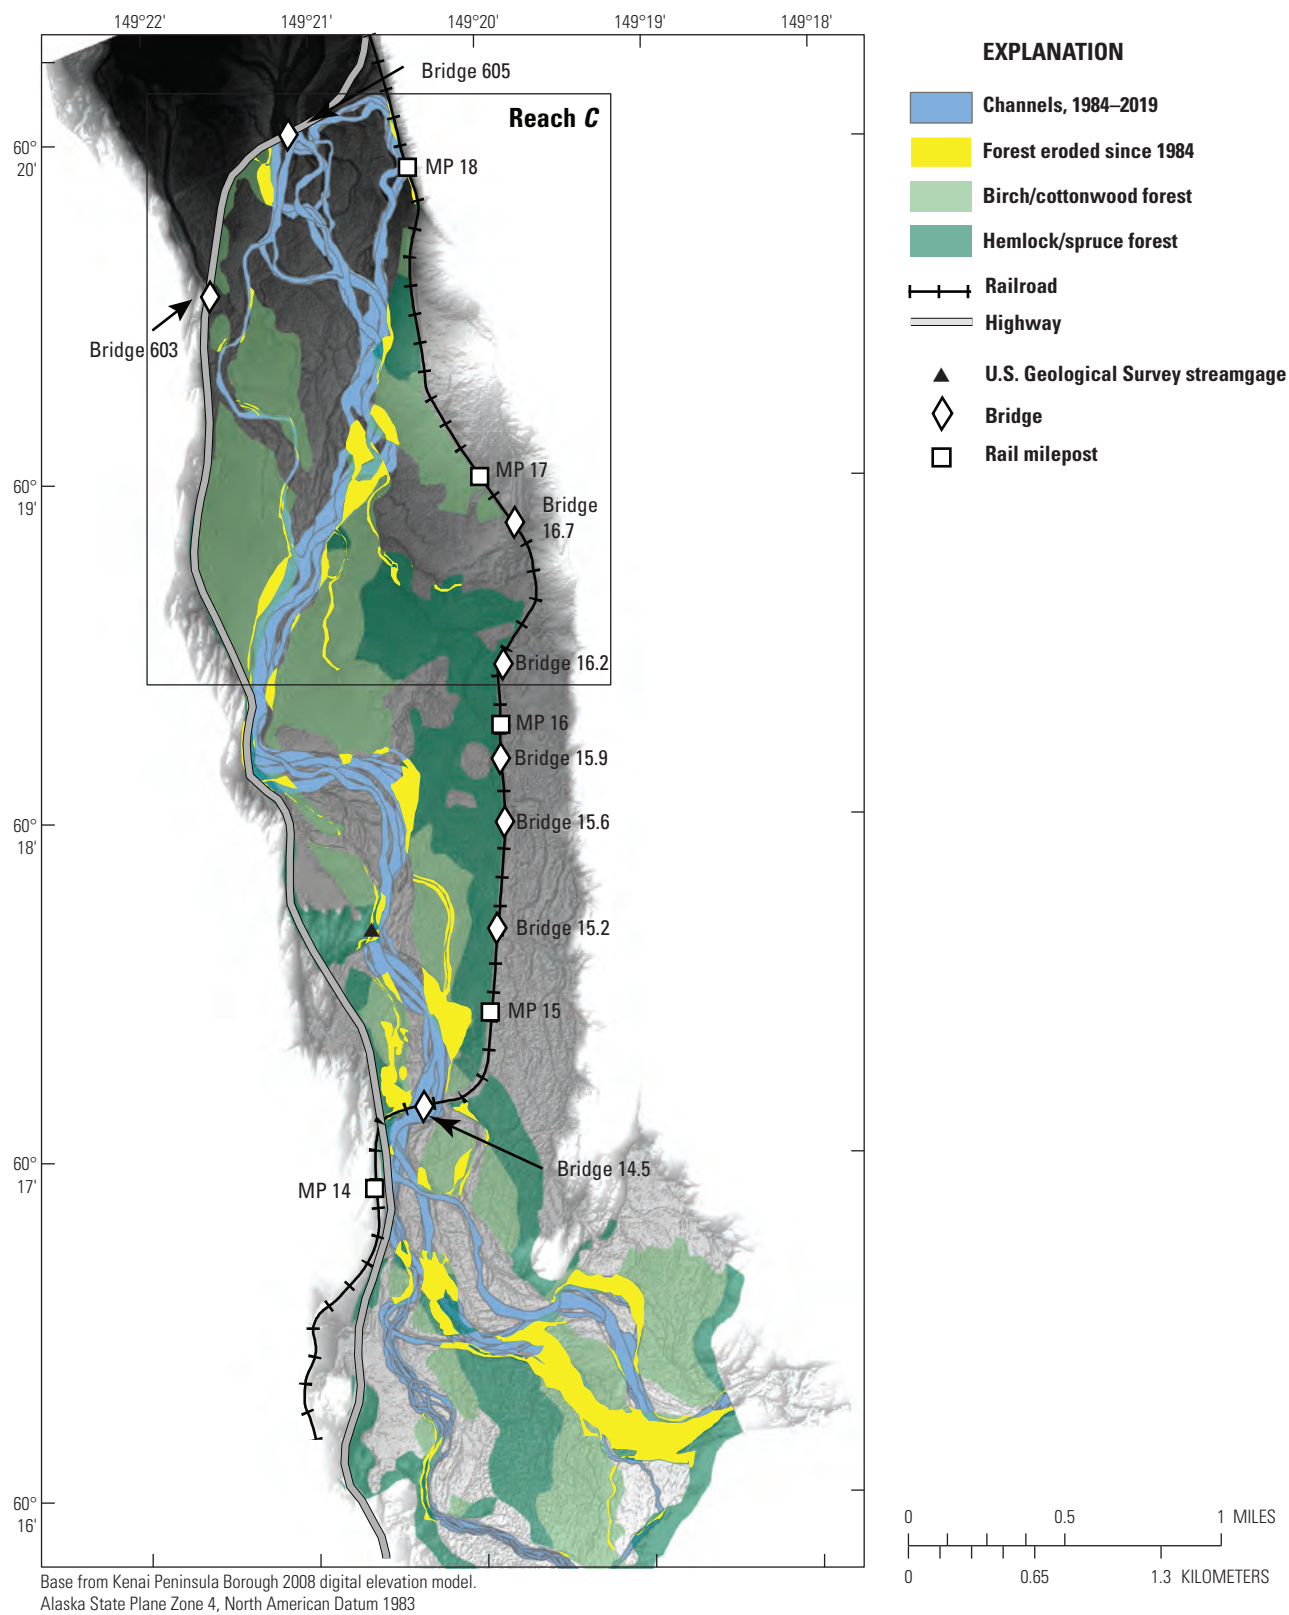 149°22'
149°21'
149°20'
149°19'
149°18'
EXPLANATION
Channels, 1984–2019
Forest eroded since 1984
Birch/cottonwood forest
Hemlock/spruce forest
Railroad
Highway
U.S. Geological Survey streamgage
Bridge
Rail milepost
Bridge 605
Reach C
60°
20'
MP 18
Bridge 603
60°
19'
MP 17
Bridge
16.7
Bridge 16.2
MP 16
Bridge 15.9
60°
18'
Bridge 15.6
Bridge 15.2
MP 15
60°
17'
Bridge 14.5
MP 14
60°
16'
0
0.5
1 MILES
0
0.65
1.3 KILOMETERS
Base from Kenai Peninsula Borough 2008 digital elevation model.
Alaska State Plane Zone 4, North American Datum 1983